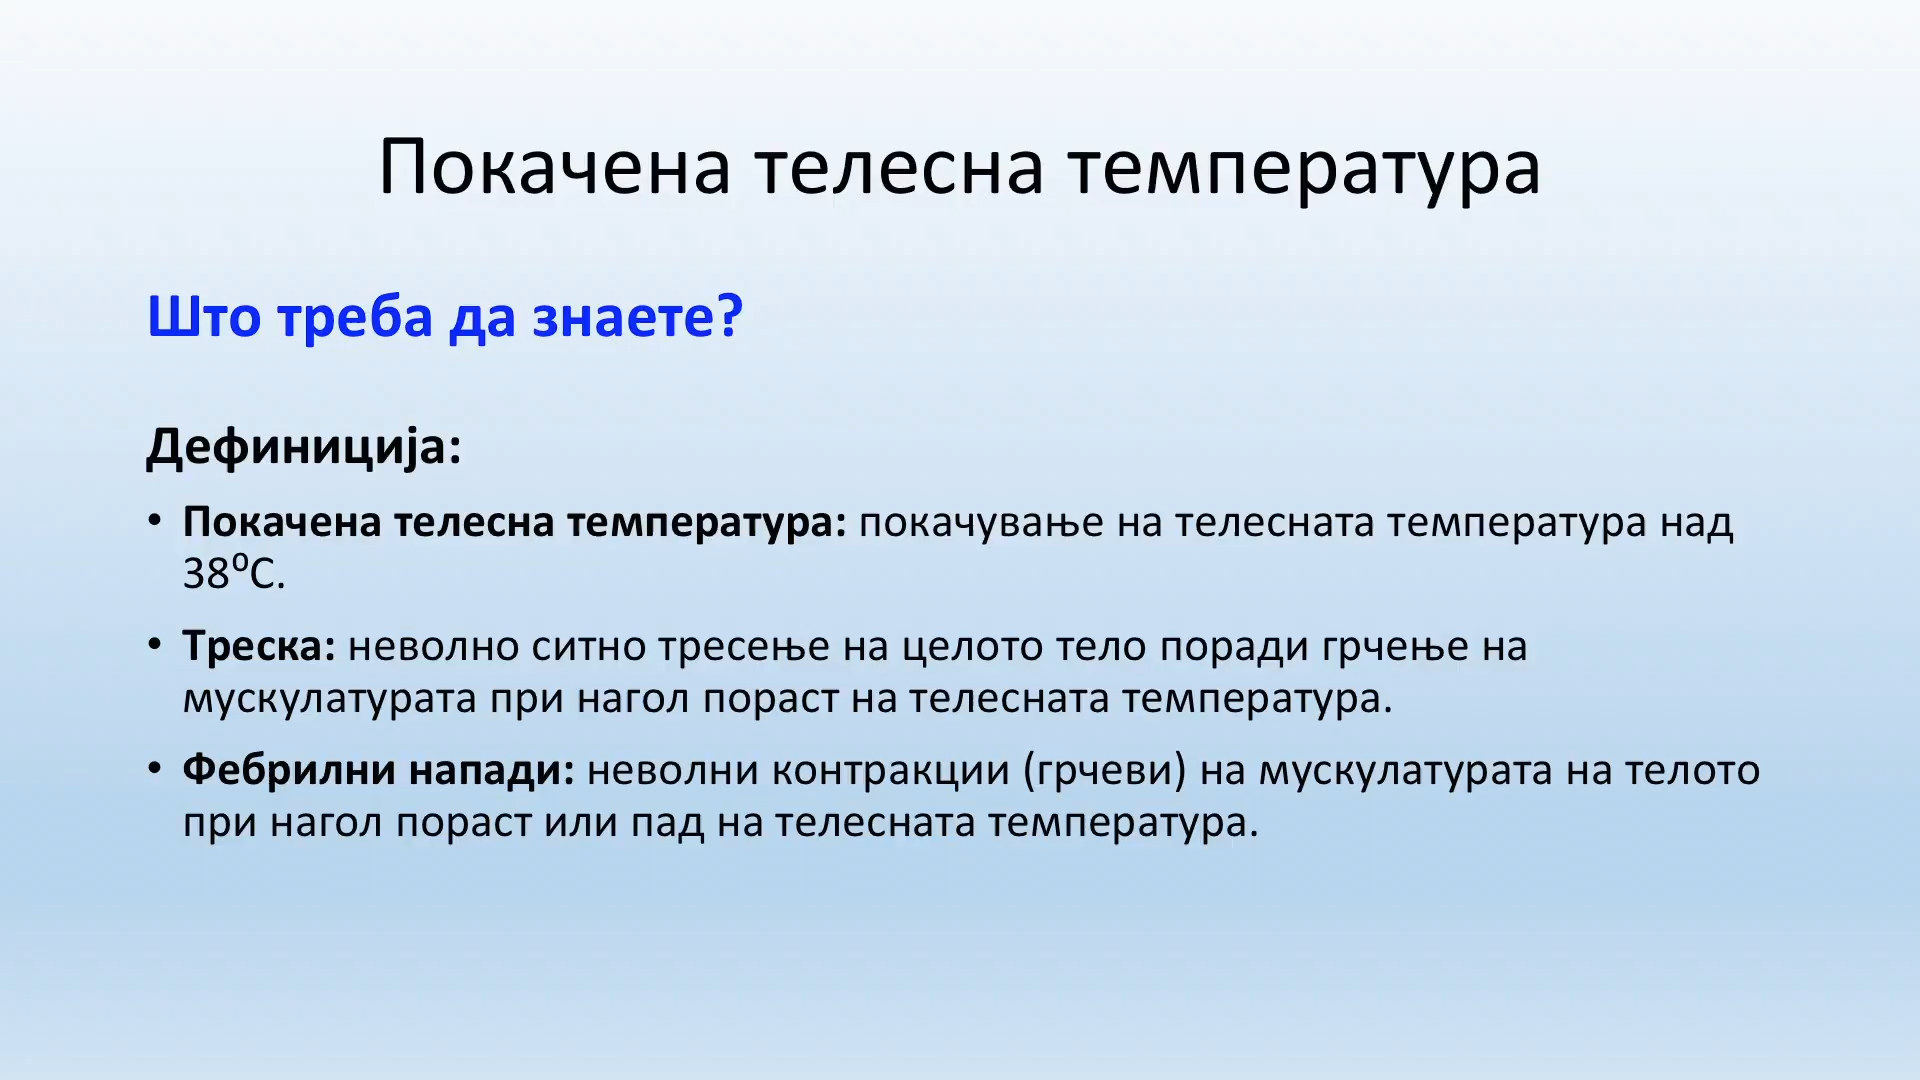 Покачена телесна температура
Што треба да знаете?
Дефиниција:
• Покачена телесна температура: покачување на телесната температура над
38⁰C.
• Треска: неволно ситно тресење на целото тело поради грчење на
мускулатурата при нагол пораст на телесната температура.
• Фебрилни напади: неволни контракции (грчеви) на мускулатурата на телото
при нагол пораст или пад на телесната температура.